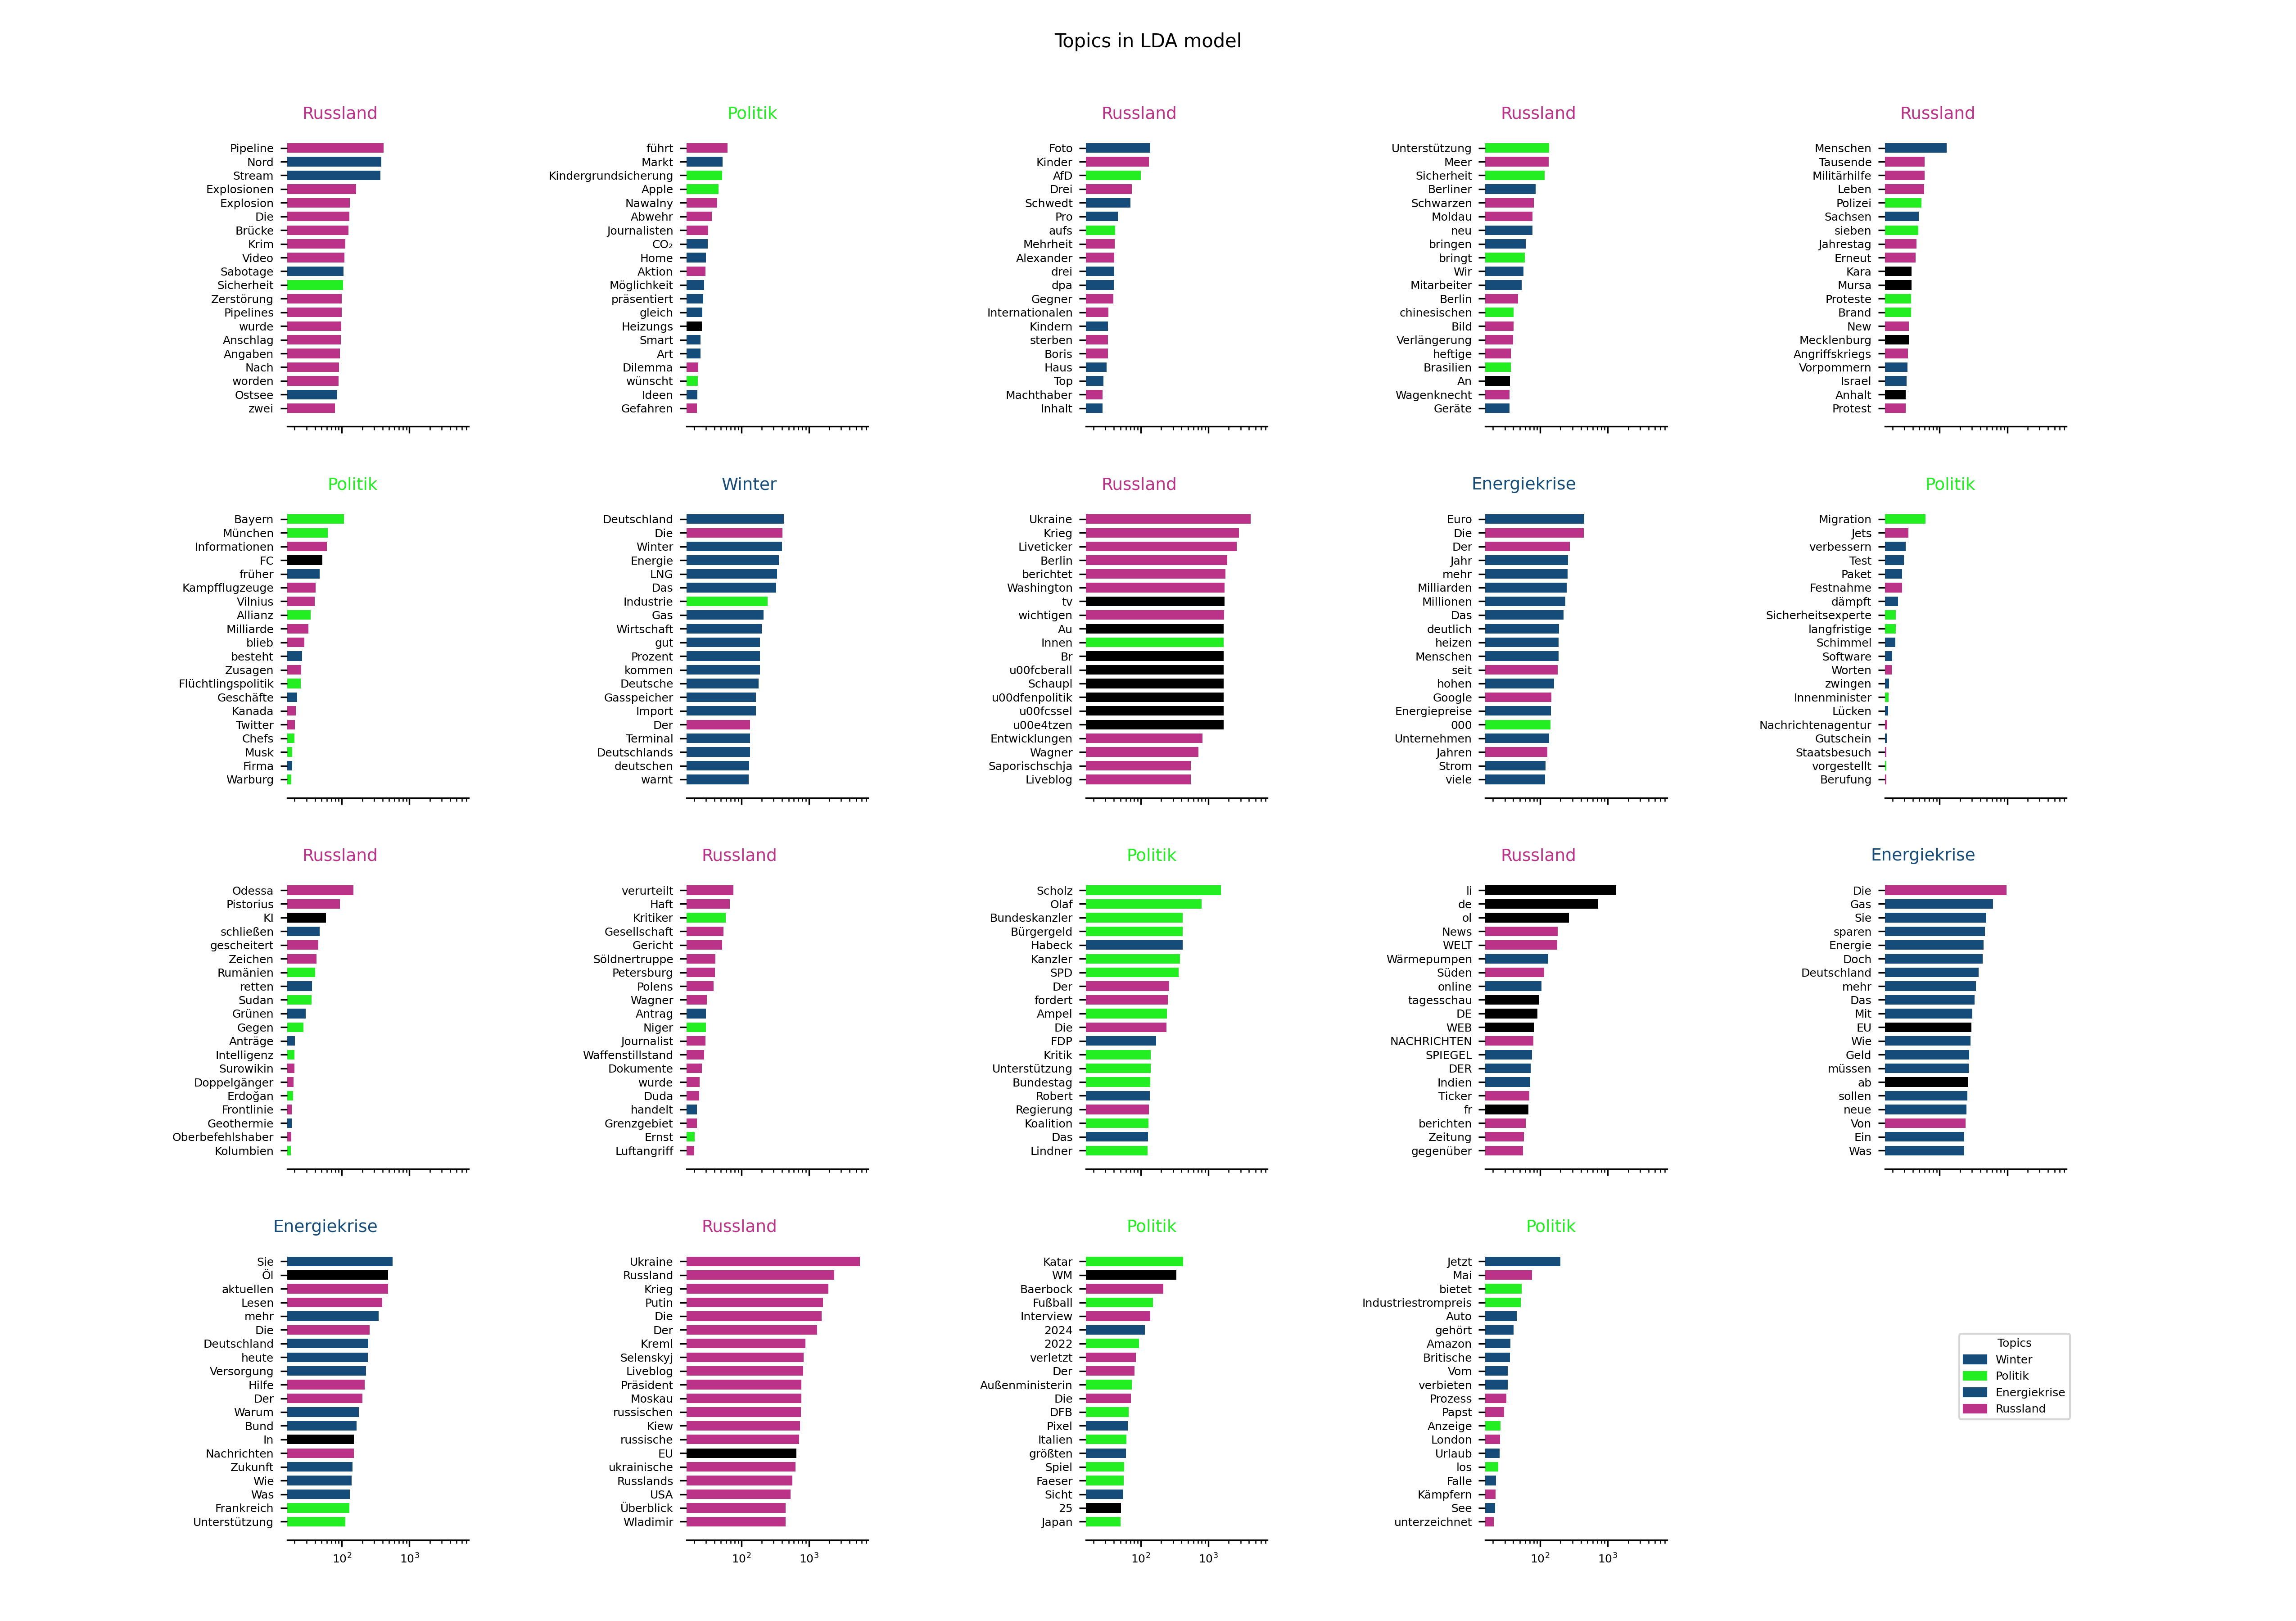 Topics in LDA model
Russland
Pipeline
Nord
Stream
Explosionen
Explosion
Die
Brücke
Krim
Video
Sabotage
Sicherheit
Zerstörung
Pipelines
wurde
Anschlag
Angaben
Nach
worden
Ostsee
zwei
Politik
führt
Markt
Kindergrundsicherung
Apple
Nawalny
Abwehr
Journalisten
CO₂
Home
Aktion
Möglichkeit
präsentiert
gleich
Heizungs
Smart
Art
Dilemma
wünscht
Ideen
Gefahren
Russland
Foto
Kinder
AfD
Drei
Schwedt
Pro
aufs
Mehrheit
Alexander
drei
dpa
Gegner
Internationalen
Kindern
sterben
Boris
Haus
Top
Machthaber
Inhalt
Russland
Unterstützung
Meer
Sicherheit
Berliner
Schwarzen
Moldau
neu
bringen
bringt
Wir
Mitarbeiter
Berlin
chinesischen
Bild
Verlängerung
heftige
Brasilien
An
Wagenknecht
Geräte
Russland
Menschen
Tausende
Militärhilfe
Leben
Polizei
Sachsen
sieben
Jahrestag
Erneut
Kara
Mursa
Proteste
Brand
New
Mecklenburg
Angriffskriegs
Vorpommern
Israel
Anhalt
Protest
Politik
Bayern
München
Informationen
FC
früher
Kampfflugzeuge
Vilnius
Allianz
Milliarde
blieb
besteht
Zusagen
Flüchtlingspolitik
Geschäfte
Kanada
Twitter
Chefs
Musk
Firma
Warburg
Winter
Deutschland
Die
Winter
Energie
LNG
Das
Industrie
Gas
Wirtschaft
gut
Prozent
kommen
Deutsche
Gasspeicher
Import
Der
Terminal
Deutschlands
deutschen
warnt
Russland
Ukraine
Krieg
Liveticker
Berlin
berichtet
Washington
tv
wichtigen
Au
Innen
Br
u00fcberall
Schaupl
u00dfenpolitik
u00fcssel
u00e4tzen
Entwicklungen
Wagner
Saporischschja
Liveblog
Energiekrise
Euro
Die
Der
Jahr
mehr
Milliarden
Millionen
Das
deutlich
heizen
Menschen
seit
hohen
Google
Energiepreise
000
Unternehmen
Jahren
Strom
viele
Politik
Migration
Jets
verbessern
Test
Paket
Festnahme
dämpft
Sicherheitsexperte
langfristige
Schimmel
Software
Worten
zwingen
Innenminister
Lücken
Nachrichtenagentur
Gutschein
Staatsbesuch
vorgestellt
Berufung
Russland
Odessa
Pistorius
KI
schließen
gescheitert
Zeichen
Rumänien
retten
Sudan
Grünen
Gegen
Anträge
Intelligenz
Surowikin
Doppelgänger
Erdoğan
Frontlinie
Geothermie
Oberbefehlshaber
Kolumbien
Russland
verurteilt
Haft
Kritiker
Gesellschaft
Gericht
Söldnertruppe
Petersburg
Polens
Wagner
Antrag
Niger
Journalist
Waffenstillstand
Dokumente
wurde
Duda
handelt
Grenzgebiet
Ernst
Luftangriff
Politik
Scholz
Olaf
Bundeskanzler
Bürgergeld
Habeck
Kanzler
SPD
Der
fordert
Ampel
Die
FDP
Kritik
Unterstützung
Bundestag
Robert
Regierung
Koalition
Das
Lindner
Russland
li
de
ol
News
WELT
Wärmepumpen
Süden
online
tagesschau
DE
WEB
NACHRICHTEN
SPIEGEL
DER
Indien
Ticker
fr
berichten
Zeitung
gegenüber
Energiekrise
Die
Gas
Sie
sparen
Energie
Doch
Deutschland
mehr
Das
Mit
EU
Wie
Geld
müssen
ab
sollen
neue
Von
Ein
Was
Energiekrise
Sie
Öl
aktuellen
Lesen
mehr
Die
Deutschland
heute
Versorgung
Hilfe
Der
Warum
Bund
In
Nachrichten
Zukunft
Wie
Was
Frankreich
Unterstützung
10² 10³
Russland
Ukraine
Russland
Krieg
Putin
Die
Der
Kreml
Selenskyj
Liveblog
Präsident
Moskau
russischen
Kiew
russische
EU
ukrainische
Russlands
USA
Überblick
Wladimir
10² 10³
Politik
Katar
WM
Baerbock
Fußball
Interview
2024
2022
verletzt
Der
Außenministerin
Die
DFB
Pixel
Italien
größten
Spiel
Faeser
Sicht
25
Japan
10² 10³
Politik
Jetzt
Mai
bietet
Industriestrompreis
Auto
gehört
Amazon
Britische
Vom
verbieten
Prozess
Papst
Anzeige
London
Urlaub
los
Falle
Kämpfern
See
unterzeichnet
10² 10³
Topics
Winter
Politik
Energiekrise
Russland